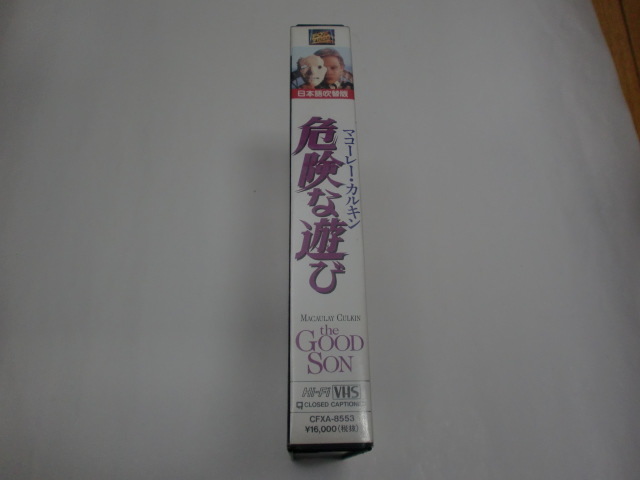 日本語吹替版
マコーレー・カルキン
危険な遊び
MACAULAY CULKIN
the
GOOD
SON
Hi-Fi VHS
CLOSED CAPTION
CFXA-8553
¥16,000(税抜)